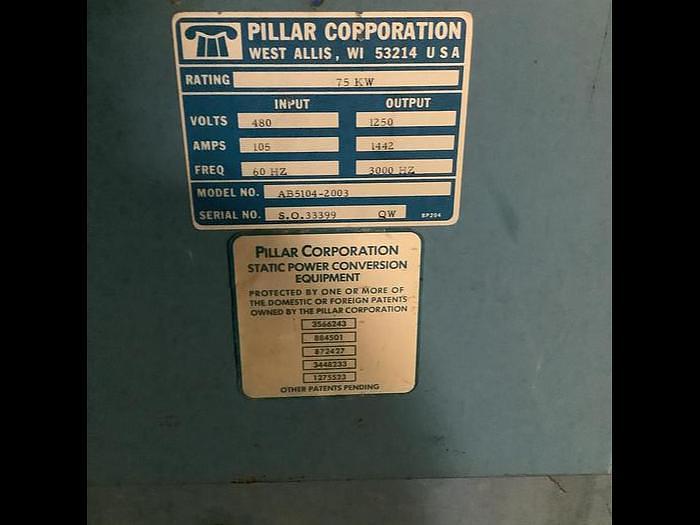 PILLAR CORPORATION
WEST ALLIS, WI 53214 U S A
RATING 75 KW
INPUT OUTPUT
VOLTS 480 1250
AMPS 105 1442
FREQ 60 HZ 3000 HZ
MODEL NO. AB5104-2003
SERIAL NO. S.O.33399 QW BP204
PILLAR CORPORATION
STATIC POWER CONVERSION
EQUIPMENT
PROTECTED BY ONE OR MORE OF
THE DOMESTIC OR FOREIGN PATENTS
OWNED BY THE PILLAR CORPORATION
3566243
884501
872427
3448233
1275523
OTHER PATENTS PENDING